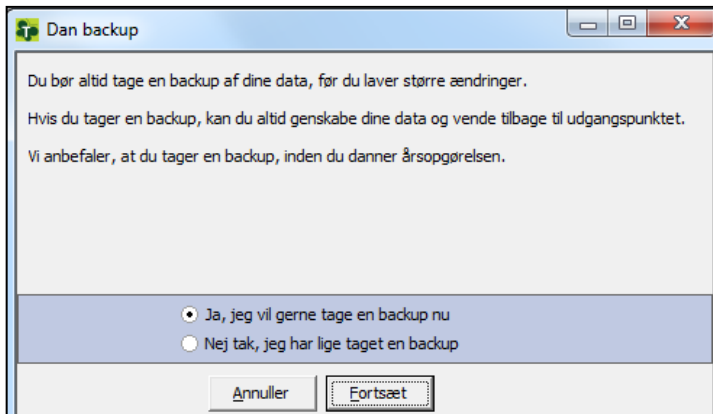 Dan backup
Du bør altid tage en backup af dine data, før du laver større ændringer.
Hvis du tager en backup, kan du altid genskabe dine data og vende tilbage til udgangspunktet.
Vi anbefaler, at du tager en backup, inden du danner årsopgørelsen.
Ja, jeg vil gerne tage en backup nu
Nej tak, jeg har lige taget en backup
Annuller Fortsæt